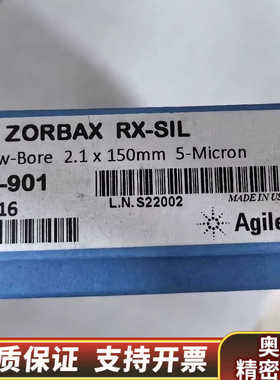 ZORBAX RX-SIL
w-Bore 2.1 x 150mm 5-Micron
-901
16
L.N.S22002
MADE IN US
Agile
质保证 支持开票
奥
精密